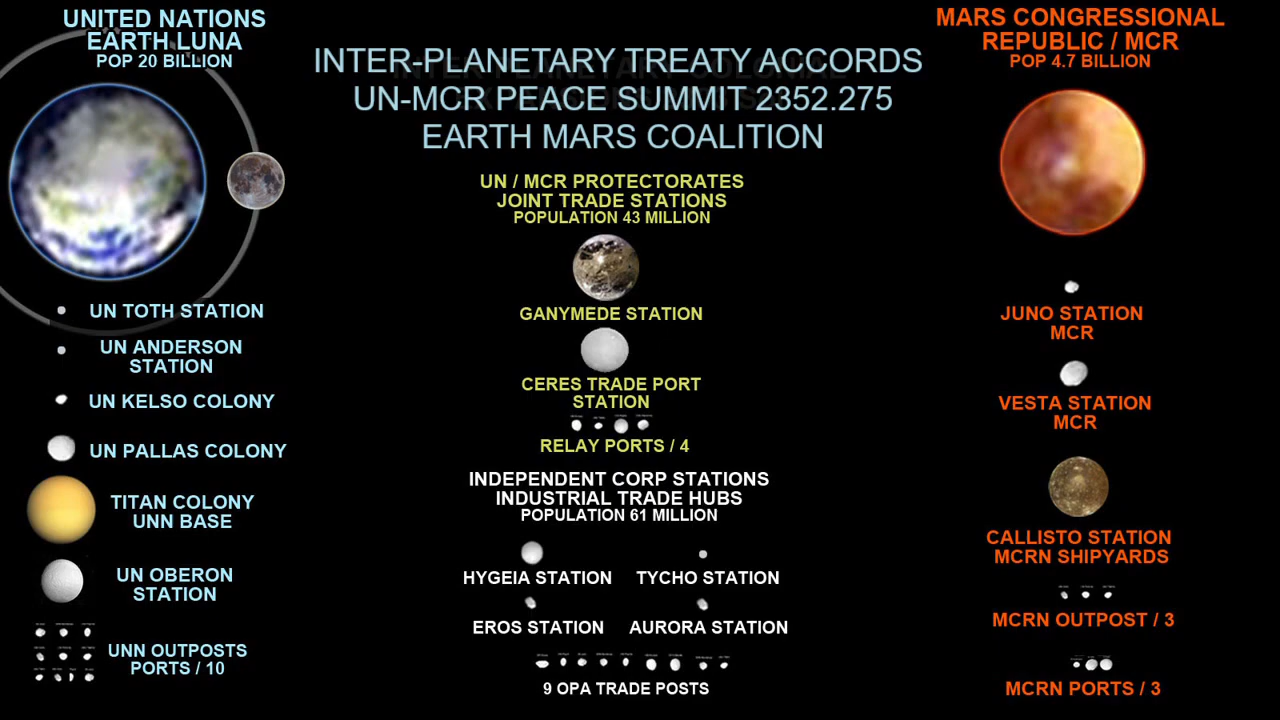 UNITED NATIONS
EARTH LUNA
POP 20 BILLION
INTER-PLANETARY TREATY ACCORDS
UN-MCR PEACE SUMMIT 2352.275
EARTH MARS COALITION
MARS CONGRESSIONAL
REPUBLIC / MCR
POP 4.7 BILLION
UN TOTH STATION
UN ANDERSON
STATION
UN KELSO COLONY
UN PALLAS COLONY
TITAN COLONY
UNN BASE
UN OBERON
STATION
UNN OUTPOSTS
PORTS / 10
UN / MCR PROTECTORATES
JOINT TRADE STATIONS
POPULATION 43 MILLION
GANYMEDE STATION
CERES TRADE PORT
STATION
RELAY PORTS / 4
INDEPENDENT CORP STATIONS
INDUSTRIAL TRADE HUBS
POPULATION 61 MILLION
HYGEIA STATION
TYCHO STATION
EROS STATION
AURORA STATION
9 OPA TRADE POSTS
JUNO STATION
MCR
VESTA STATION
MCR
CALLISTO STATION
MCRN SHIPYARDS
MCRN OUTPOST / 3
MCRN PORTS / 3